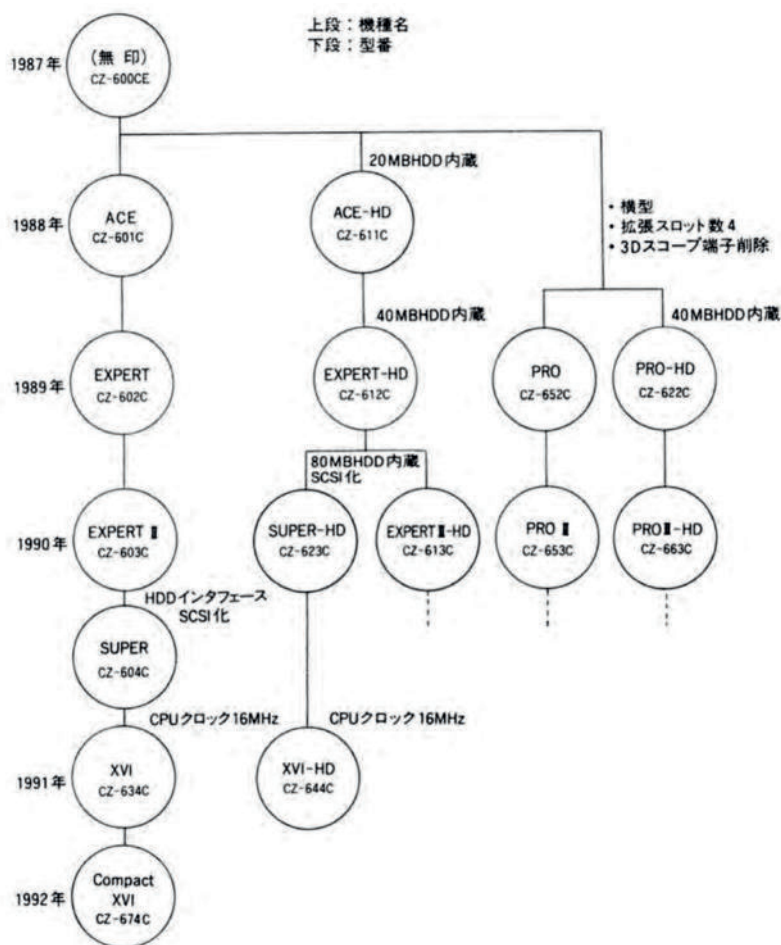 上段：機種名
下段：型番
1987年
(無印)
CZ-600CE
20MBHDD内蔵
1988年
ACE
CZ-601C
ACE-HD
CZ-611C
・横型
・拡張スロット数4
・3Dスコープ端子削除
40MBHDD内蔵
40MBHDD内蔵
1989年
EXPERT
CZ-602C
EXPERT-HD
CZ-612C
PRO
CZ-652C
PRO-HD
CZ-622C
80MBHDD内蔵
SCSI化
1990年
EXPERT Ⅱ
CZ-603C
SUPER-HD
CZ-623C
EXPERTⅡ-HD
CZ-613C
PRO Ⅱ
CZ-653C
PROⅡ-HD
CZ-663C
HDDインタフェース
SCSI化
SUPER
CZ-604C
CPUクロック16MHz
CPUクロック16MHz
1991年
XVI
CZ-634C
XVI-HD
CZ-644C
1992年
Compact
XVI
CZ-674C